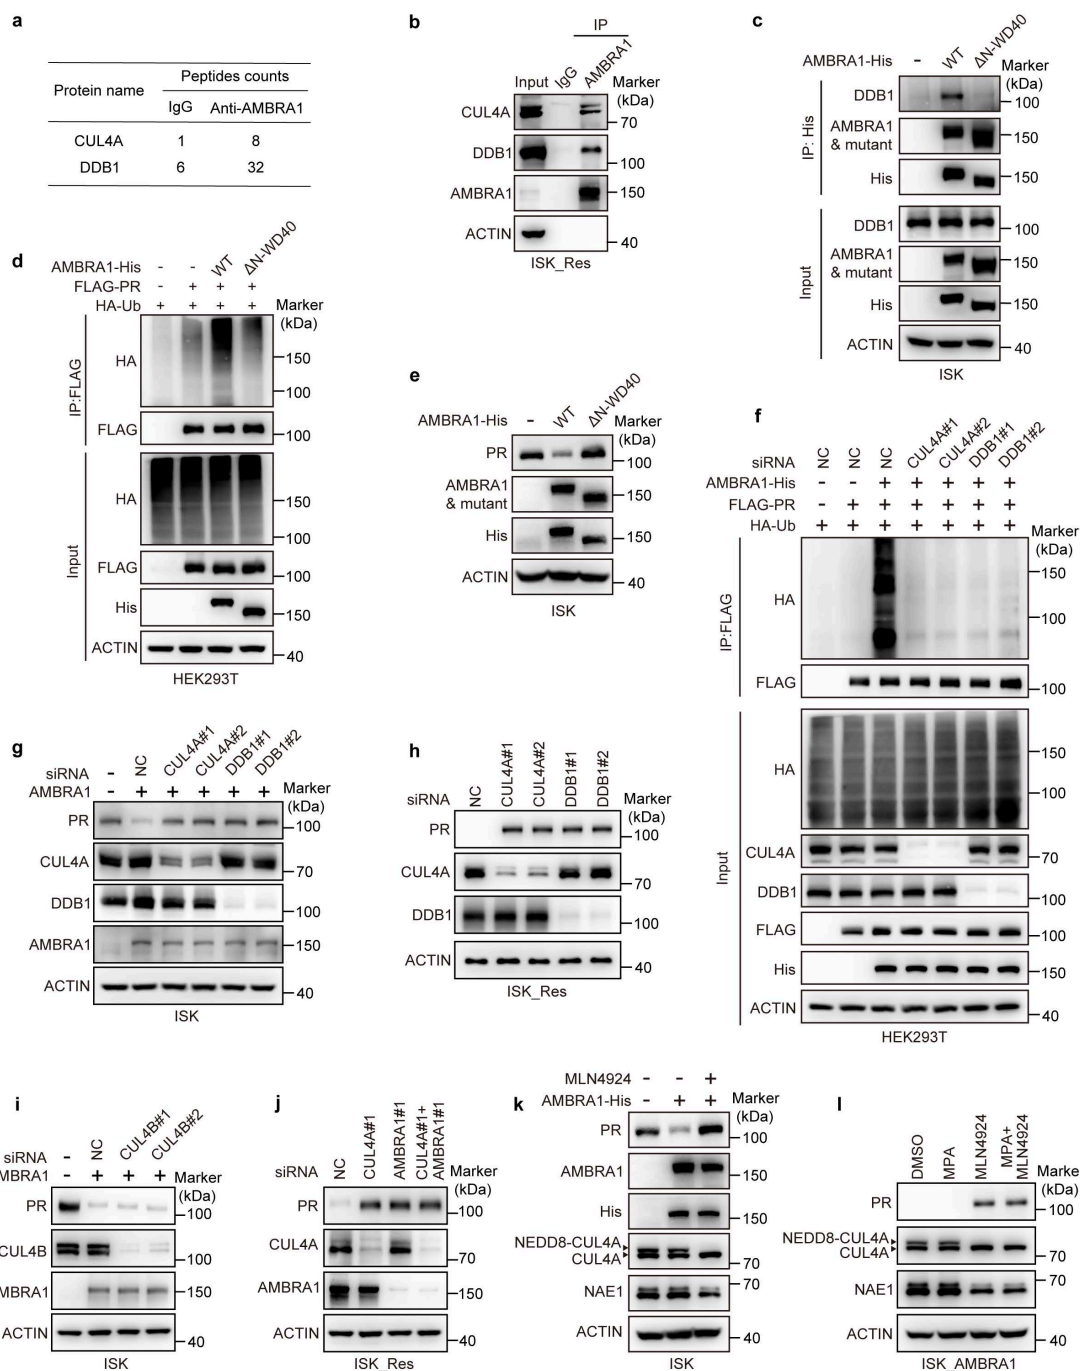 a
Protein name
Peptides counts
IgG Anti-AMBRA1
CUL4A 1 8
DDB1 6 32
b
IP
Input IgG AMBRA1 Marker
(kDa)
CUL4A 70
DDB1 100
AMBRA1 150
ACTIN 40
ISK_Res
c
AMBRA1-His - WT ΔN-WD40 Marker
(kDa)
IP: His
DDB1 100
AMBRA1
& mutant 150
His 150
Input
DDB1 100
AMBRA1
& mutant 150
His 150
ACTIN 40
ISK
d
AMBRA1-His - - WT ΔN-WD40
FLAG-PR - + + +
HA-Ub + + + + Marker
(kDa)
IP:FLAG
HA 150
100
FLAG 100
Input
HA 150
100
FLAG 100
His 150
ACTIN 40
HEK293T
e
AMBRA1-His - WT ΔN-WD40 Marker
(kDa)
PR 100
AMBRA1
& mutant 150
His 150
ACTIN 40
ISK
f
siRNA NC NC NC CUL4A#1 CUL4A#2 DDB1#1 DDB1#2
AMBRA1-His - - + + + + +
FLAG-PR - + + + + + +
HA-Ub + + + + + + + Marker
(kDa)
IP:FLAG
HA 150
100
FLAG 100
Input
HA 150
100
CUL4A 70
DDB1 100
FLAG 100
His 150
ACTIN 40
HEK293T
g
siRNA - NC CUL4A#1 CUL4A#2 DDB1#1 DDB1#2
AMBRA1 - + + + + + Marker
(kDa)
PR 100
CUL4A 70
DDB1 100
AMBRA1 150
ACTIN 40
ISK
h
siRNA NC CUL4A#1 CUL4A#2 DDB1#1 DDB1#2 Marker
(kDa)
PR 100
CUL4A 70
DDB1 100
ACTIN 40
ISK_Res
i
siRNA - NC CUL4B#1 CUL4B#2
MBRA1 - + + + Marker
(kDa)
PR 100
CUL4B 100
MBRA1 150
ACTIN 40
ISK
j
siRNA NC CUL4A#1 AMBRA1#1 CUL4A#1+
AMBRA1#1 Marker
(kDa)
PR 100
CUL4A 70
AMBRA1 150
ACTIN 40
ISK_Res
k
MLN4924 - - +
AMBRA1-His - + + Marker
(kDa)
PR 100
AMBRA1 150
His 150
NEDD8-CUL4A
CUL4A 70
NAE1 70
ACTIN 40
ISK
l
DMSO MPA MLN4924 MPA+
MLN4924 Marke
(kDa)
PR 100
NEDD8-CUL4A
CUL4A 70
NAE1 70
ACTIN 40
ISK_AMBRA1